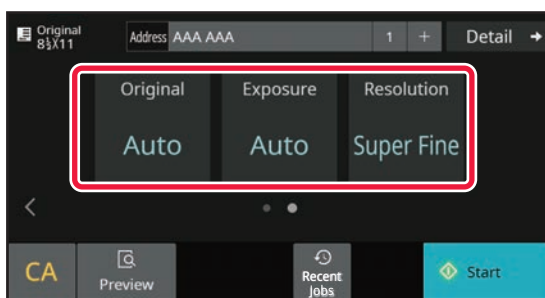 Original
8½X11
Address AAA AAA 1 + Detail →
Original Exposure Resolution
Auto Auto Super Fine
CA
Preview
Recent
Jobs
Start